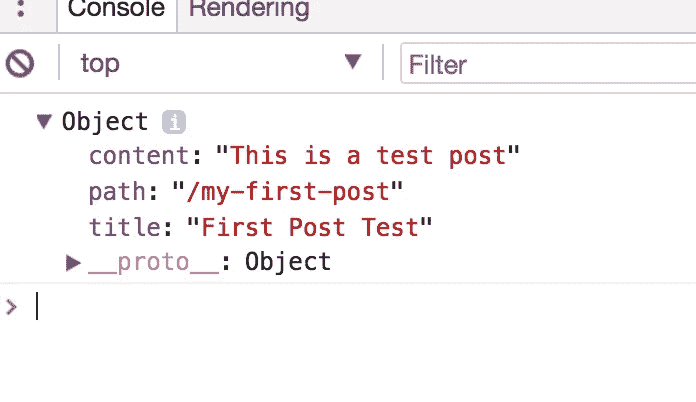 Console Rendering
top Filter
Object i
content: "This is a test post"
path: "/my-first-post"
title: "First Post Test"
__proto__: Object
>